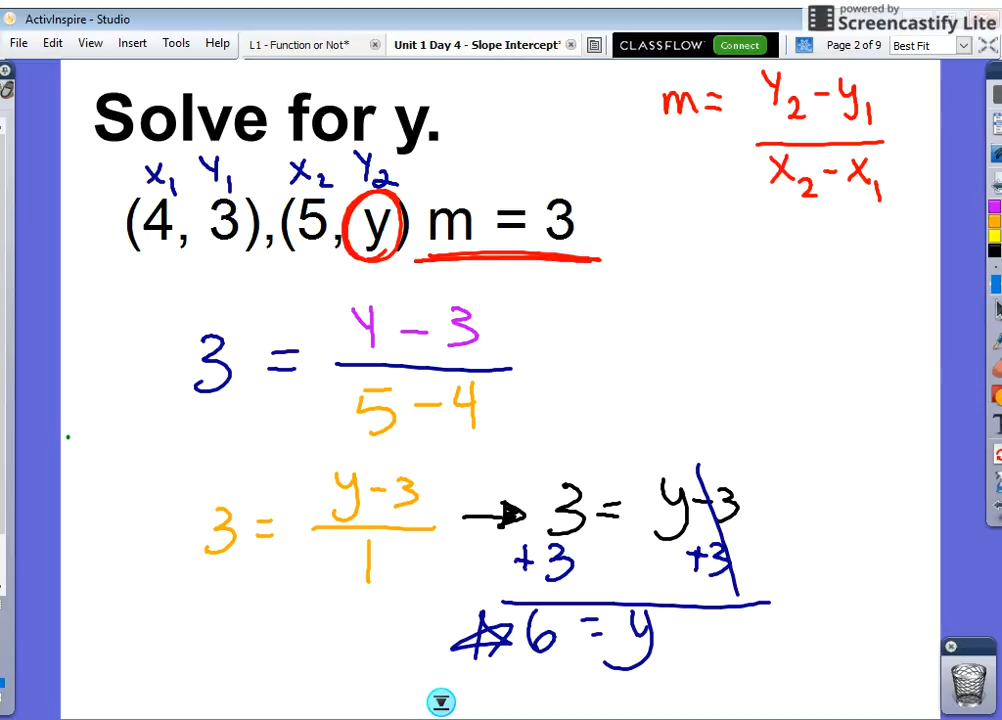 ActivInspire - Studio
powered by
Screencastify Lite
File Edit View Insert Tools Help
L1 - Function or Not*
Unit 1 Day 4 - Slope Intercept*
CLASSFLOW Connect
Page 2 of 9
Best Fit
Solve for y.
m = y₂ - y₁
x₂ - x₁
x₁ y₁ x₂ y₂
(4, 3),(5, y) m = 3
3 = y - 3
5 - 4
3 = y - 3
1
→ 3 = y - 3
+3 +3
6 = y